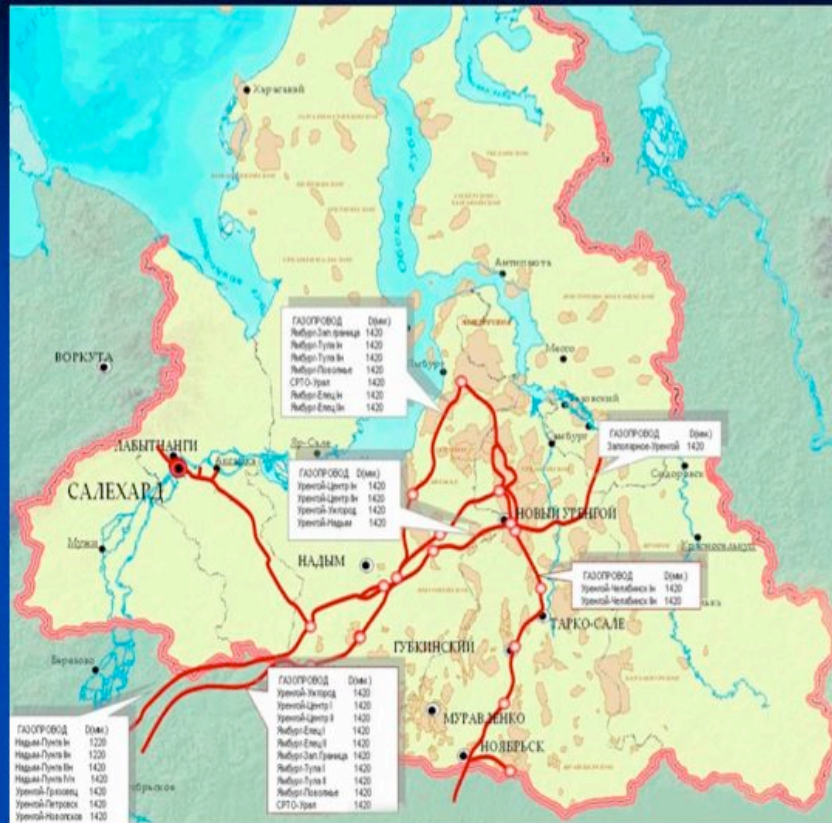 Харасавэй
Обская губа
Антипаюта
ГАЗОПРОВОД D(мм.)
Ямбург-Зап.граница 1420
Ямбург-Тула Iн 1420
Ямбург-Тула IIн 1420
Ямбург-Поволжье 1420
СРТО-Урал 1420
Ямбург-Елец Iн 1420
Ямбург-Елец IIн 1420
ВОРКУТА
Ямбург
ГАЗОПРОВОД D(мм.)
Заполярное-Уренгой 1420
ЛАБЫТНАНГИ
Яр-Сале
САЛЕХАРД
ГАЗОПРОВОД D(мм.)
Уренгой-Центр Iн 1420
Уренгой-Центр IIн 1420
Уренгой-Ужгород 1420
Уренгой-Надым 1420
НОВЫЙ УРЕНГОЙ
Красноселькуп
Мужи
НАДЫМ
ГАЗОПРОВОД D(мм.)
Уренгой-Челябинск Iн 1420
Уренгой-Челябинск IIн 1420
ТАРКО-САЛЕ
ГУБКИНСКИЙ
Березово
ГАЗОПРОВОД D(мм.)
Уренгой-Ужгород 1420
Уренгой-Центр I 1420
Уренгой-Центр II 1420
Ямбург-Елец I 1420
Ямбург-Елец II 1420
Ямбург-Зап.Граница 1420
Ямбург-Тула I 1420
Ямбург-Тула II 1420
Ямбург-Поволжье 1420
СРТО-Урал 1420
МУРАВЛЕНКО
НОЯБРЬСК
ГАЗОПРОВОД D(мм.)
Надым-Пунга Iн 1220
Надым-Пунга IIн 1220
Надым-Пунга IIIн 1420
Надым-Пунга IVн 1420
Уренгой-Грязовец 1420
Уренгой-Петровск 1420
Уренгой-Новопсков 1420